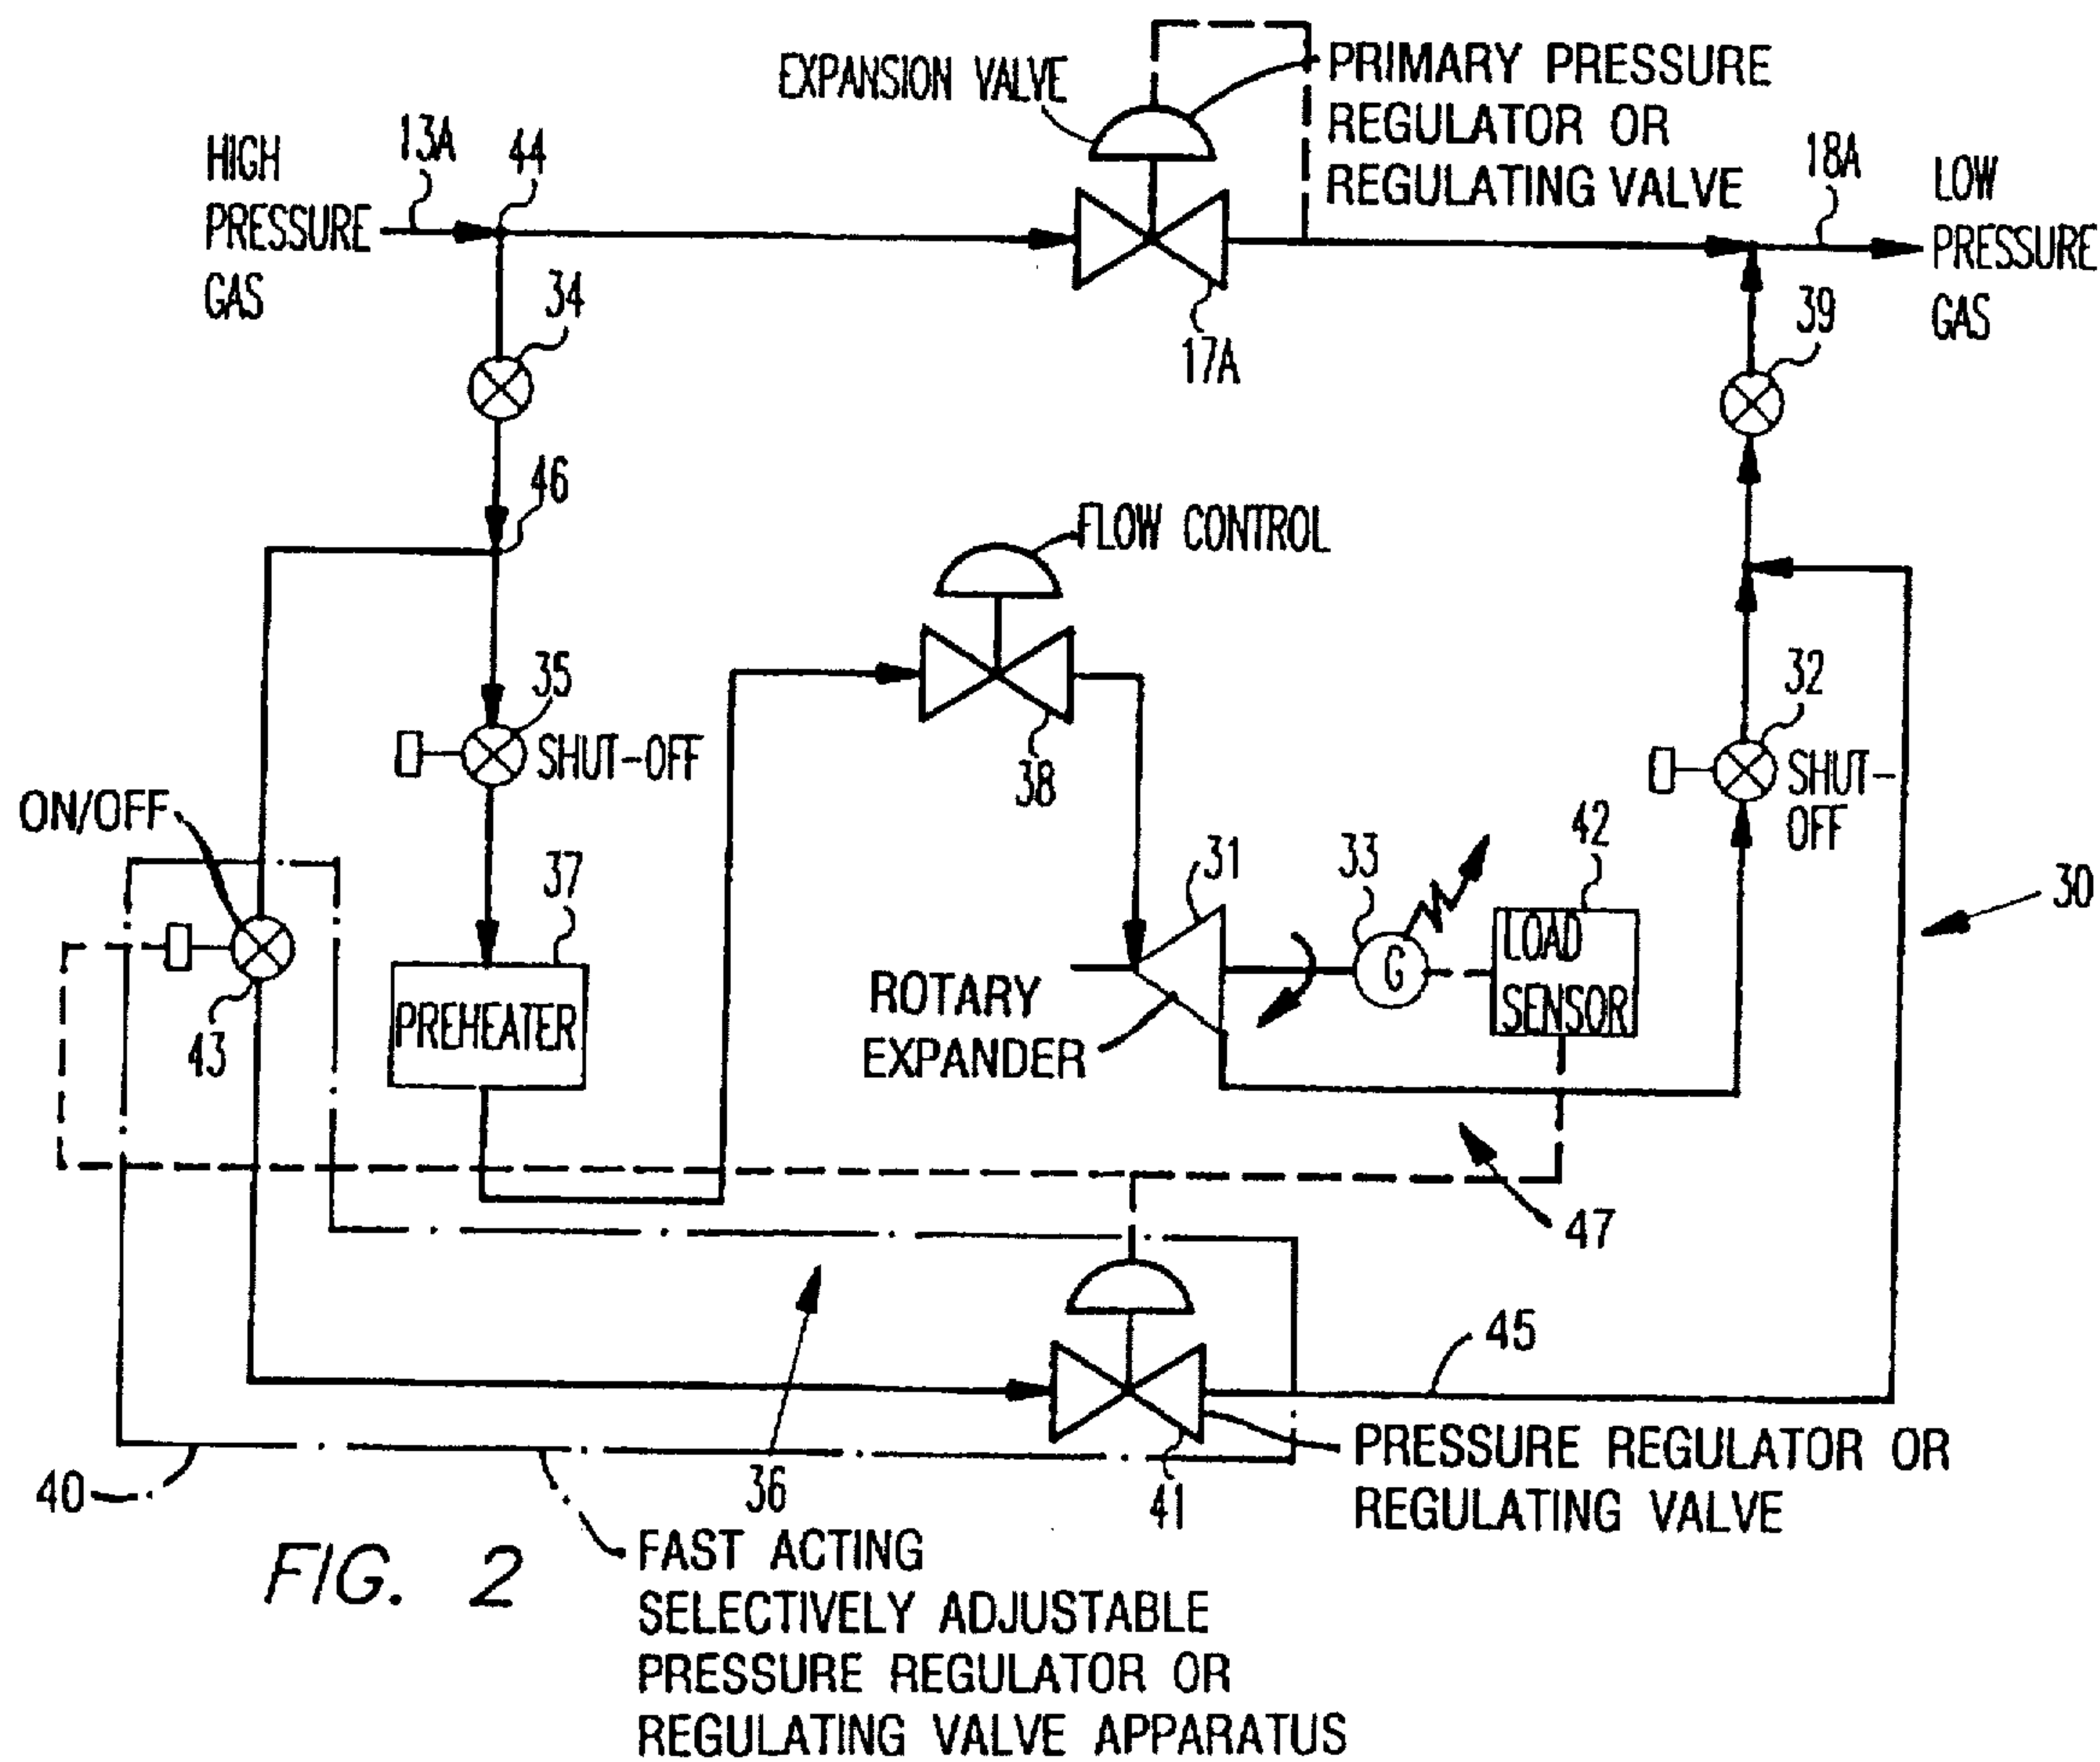 EXPANSION VALVE
PRIMARY PRESSURE
REGULATOR OR
REGULATING VALVE
HIGH
PRESSURE
GAS
13A
44
18A
LOW
PRESSURE
GAS
34
17A
39
46
FLOW CONTROL
35
SHUT-OFF
38
32
SHUT-
OFF
ON/OFF
37
31
33
42
30
43
PREHEATER
ROTARY
EXPANDER
G
LOAD
SENSOR
47
45
40
36
41
PRESSURE REGULATOR OR
REGULATING VALVE
FIG. 2
FAST ACTING
SELECTIVELY ADJUSTABLE
PRESSURE REGULATOR OR
REGULATING VALVE APPARATUS